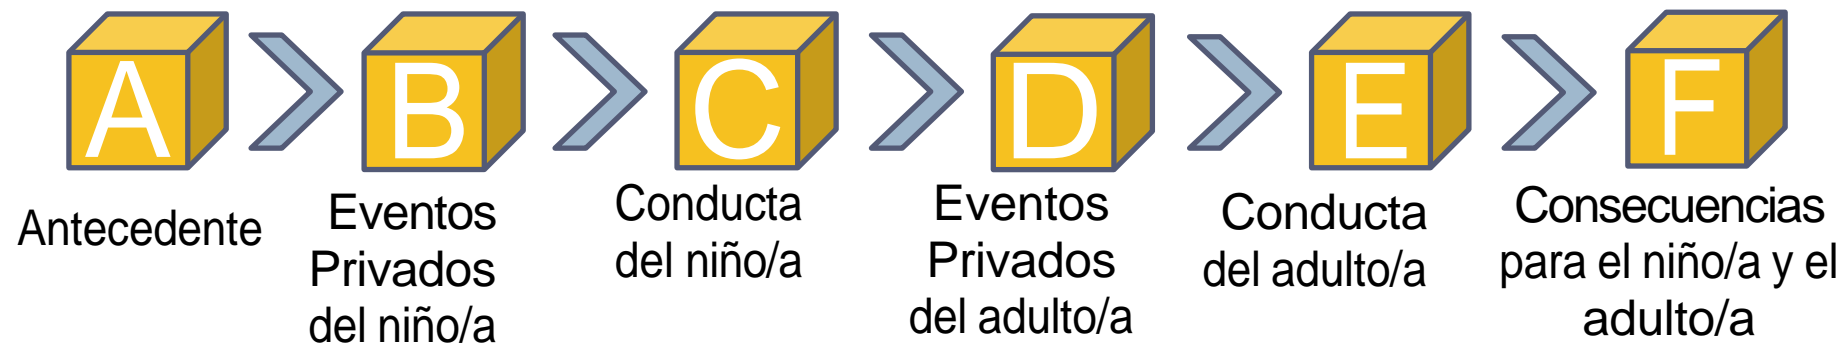 A
B
C
D
E
F
Antecedente
Eventos
Privados
del niño/a
Conducta
del niño/a
Eventos
Privados
del adulto/a
Conducta
del adulto/a
Consecuencias
para el niño/a y el
adulto/a